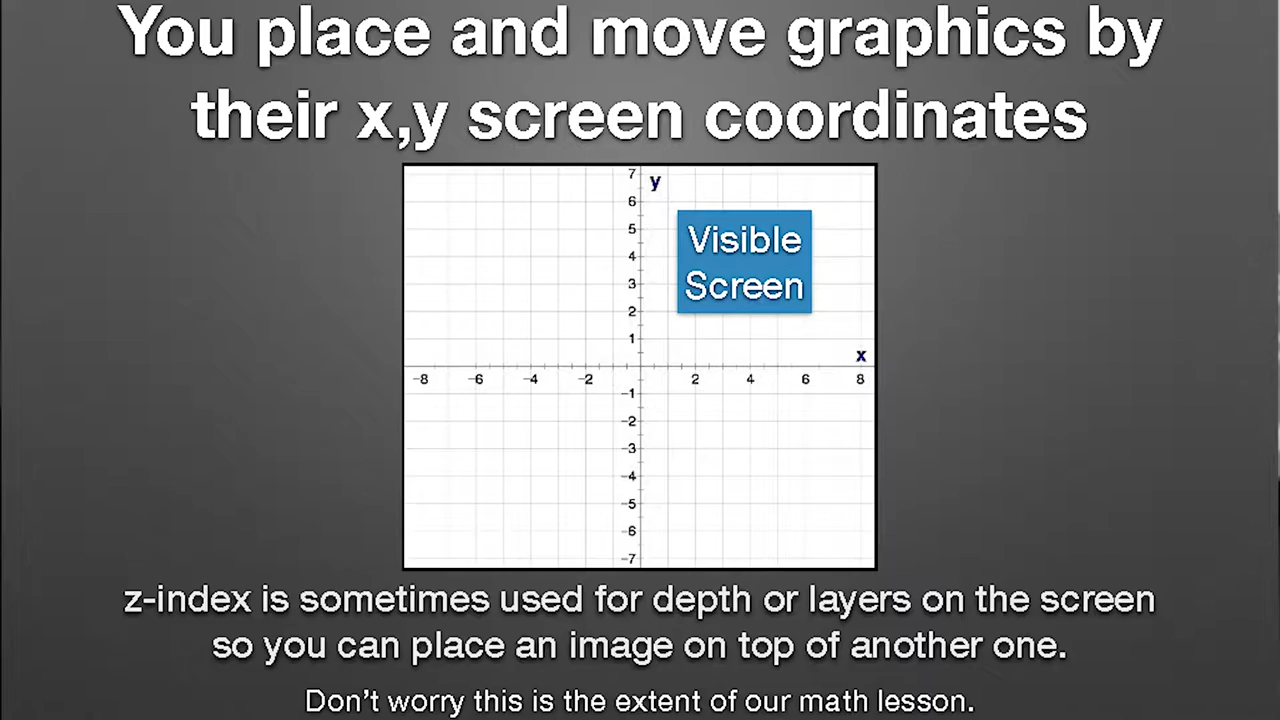 You place and move graphics by
their x,y screen coordinates
7
y
6
5
4
3
2
1
Visible
Screen
x
−8 −6 −4 −2 2 4 6 8
−1
−2
−3
−4
−5
−6
−7
z-index is sometimes used for depth or layers on the screen
so you can place an image on top of another one.
Don't worry this is the extent of our math lesson.